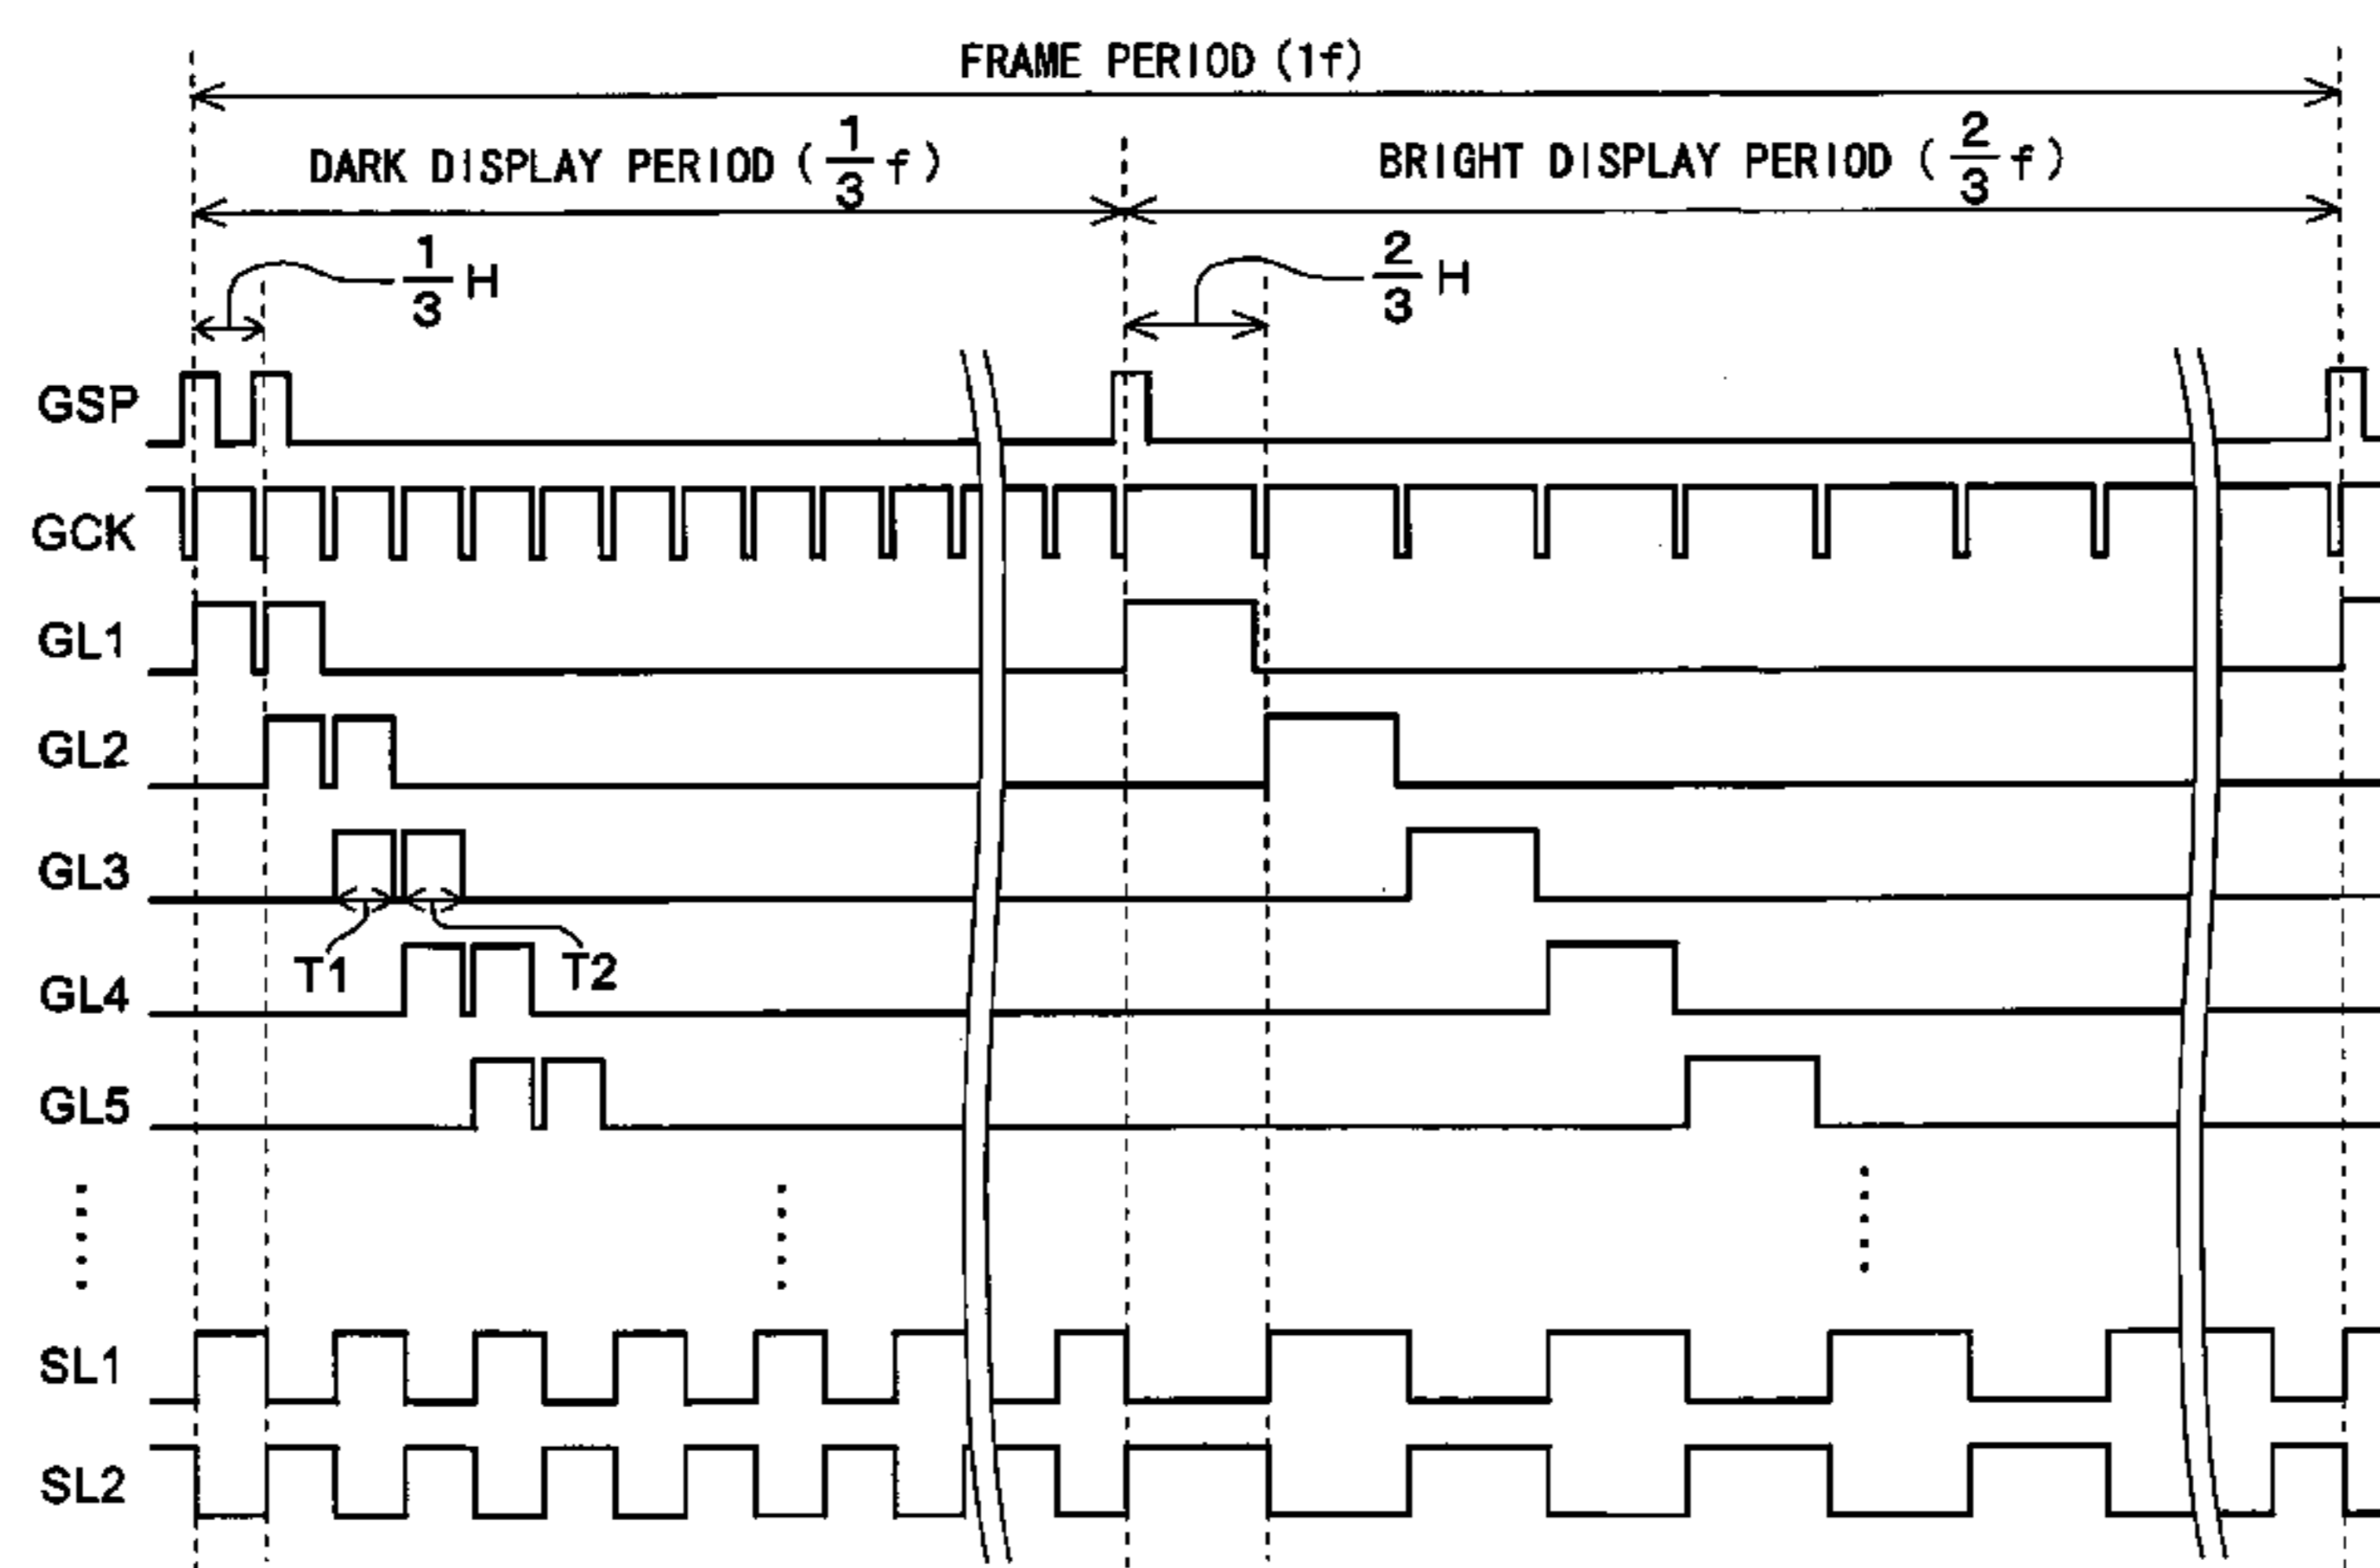 FRAME PERIOD (1f)
DARK DISPLAY PERIOD ( 1/3 f )
BRIGHT DISPLAY PERIOD ( 2/3 f )
1/3 H
2/3 H
GSP
GCK
GL1
GL2
GL3
T1
T2
GL4
GL5
SL1
SL2